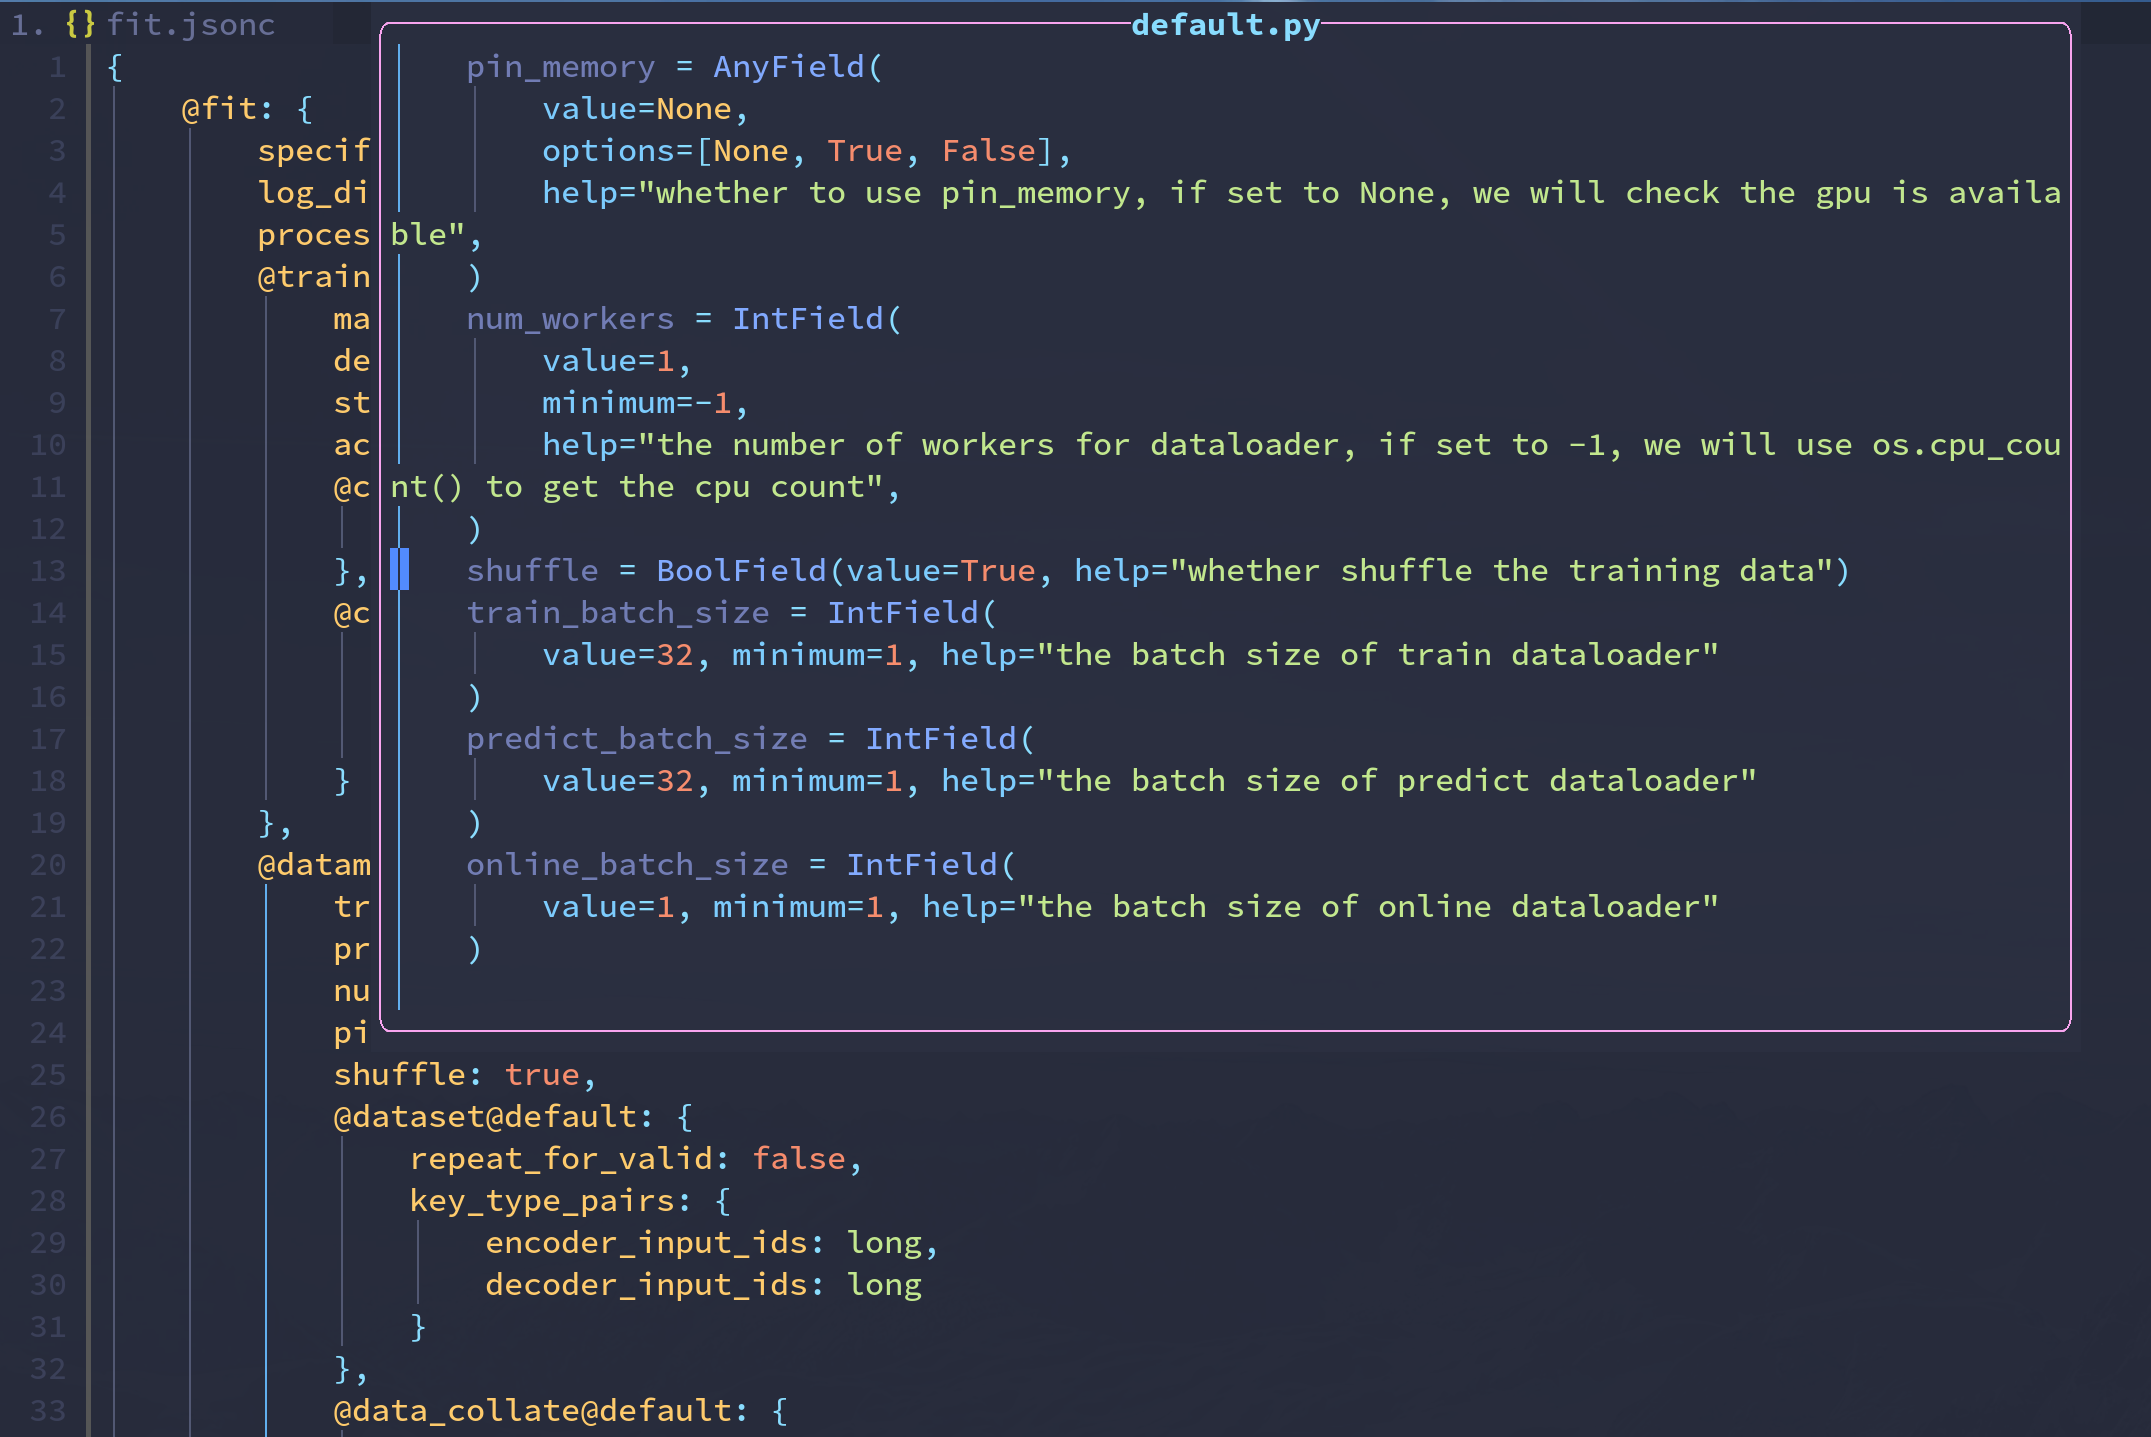 1. {} fit.jsonc
default.py
1 {
2 @fit: {
3 specif
4 log_di
5 proces
6 @train
7 ma
8 de
9 st
10 ac
11 @c
12
13 },
14 @c
15
16
17
18 }
19 },
20 @datam
21 tr
22 pr
23 nu
24 pi
25 shuffle: true,
26 @dataset@default: {
27 repeat_for_valid: false,
28 key_type_pairs: {
29 encoder_input_ids: long,
30 decoder_input_ids: long
31 }
32 },
33 @data_collate@default: {
pin_memory = AnyField(
value=None,
options=[None, True, False],
help="whether to use pin_memory, if set to None, we will check the gpu is availa
ble",
)
num_workers = IntField(
value=1,
minimum=-1,
help="the number of workers for dataloader, if set to -1, we will use os.cpu_cou
nt() to get the cpu count",
)
shuffle = BoolField(value=True, help="whether shuffle the training data")
train_batch_size = IntField(
value=32, minimum=1, help="the batch size of train dataloader"
)
predict_batch_size = IntField(
value=32, minimum=1, help="the batch size of predict dataloader"
)
online_batch_size = IntField(
value=1, minimum=1, help="the batch size of online dataloader"
)